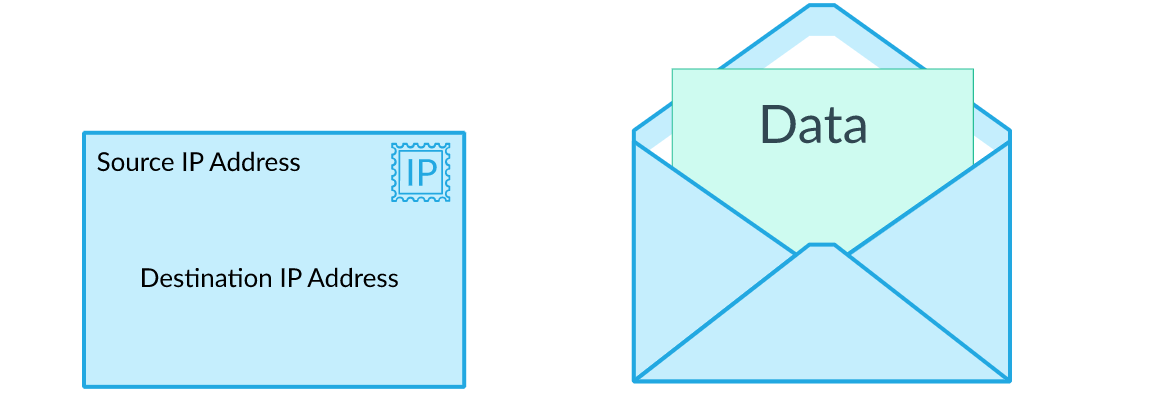 Source IP Address
IP
Destination IP Address
Data